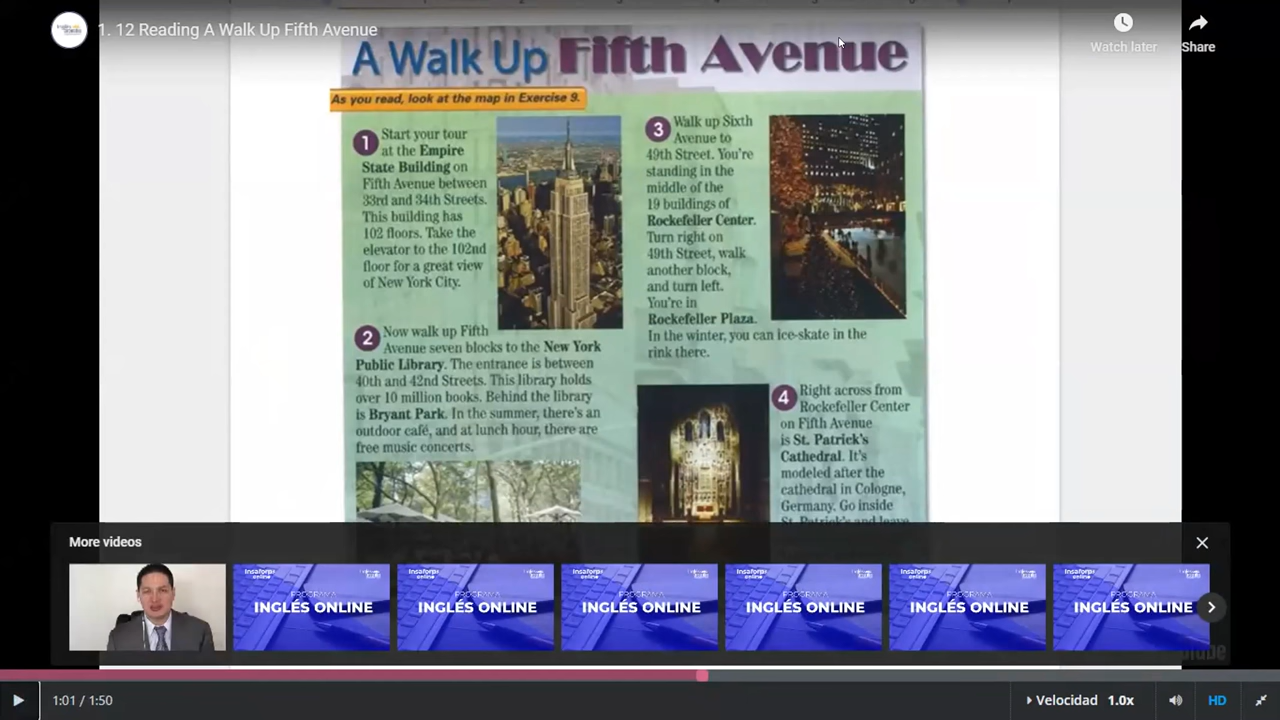 1. 12 Reading A Walk Up Fifth Avenue
Watch later
Share
A Walk Up Fifth Avenue
As you read, look at the map in Exercise 9.
1 Start your tour
at the Empire
State Building on
Fifth Avenue between
33rd and 34th Streets.
This building has
102 floors. Take the
elevator to the 102nd
floor for a great view
of New York City.
2 Now walk up Fifth
Avenue seven blocks to the New York
Public Library. The entrance is between
40th and 42nd Streets. This library holds
over 10 million books. Behind the library
is Bryant Park. In the summer, there's an
outdoor café, and at lunch hour, there are
free music concerts.
3 Walk up Sixth
Avenue to
49th Street. You're
standing in the
middle of the
19 buildings of
Rockefeller Center.
Turn right on
49th Street, walk
another block,
and turn left.
You're in
Rockefeller Plaza.
In the winter, you can ice-skate in the
rink there.
4 Right across from
Rockefeller Center
on Fifth Avenue
is St. Patrick's
Cathedral. It's
modeled after the
cathedral in Cologne,
Germany. Go inside
St. Patrick's and leave
More videos
PROGRAMA
INGLÉS ONLINE
PROGRAMA
INGLÉS ONLINE
PROGRAMA
INGLÉS ONLINE
PROGRAMA
INGLÉS ONLINE
PROGRAMA
INGLÉS ONLINE
PROGRAMA
INGLÉS ONLINE
1:01 / 1:50
Velocidad 1.0x
HD